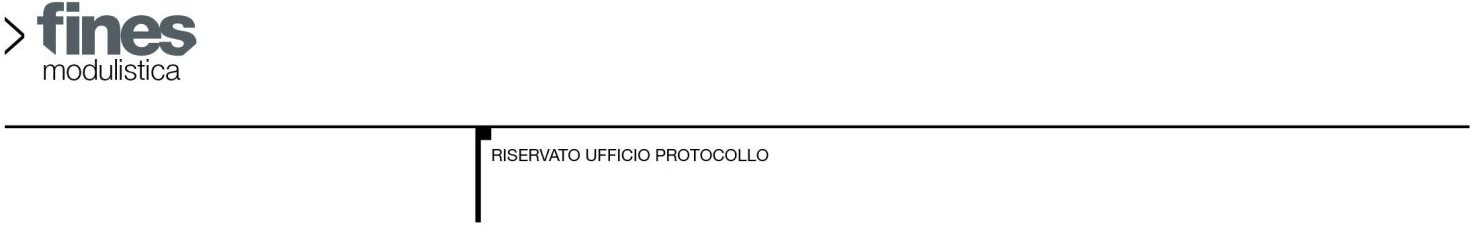 fines
modulistica
RISERVATO UFFICIO PROTOCOLLO